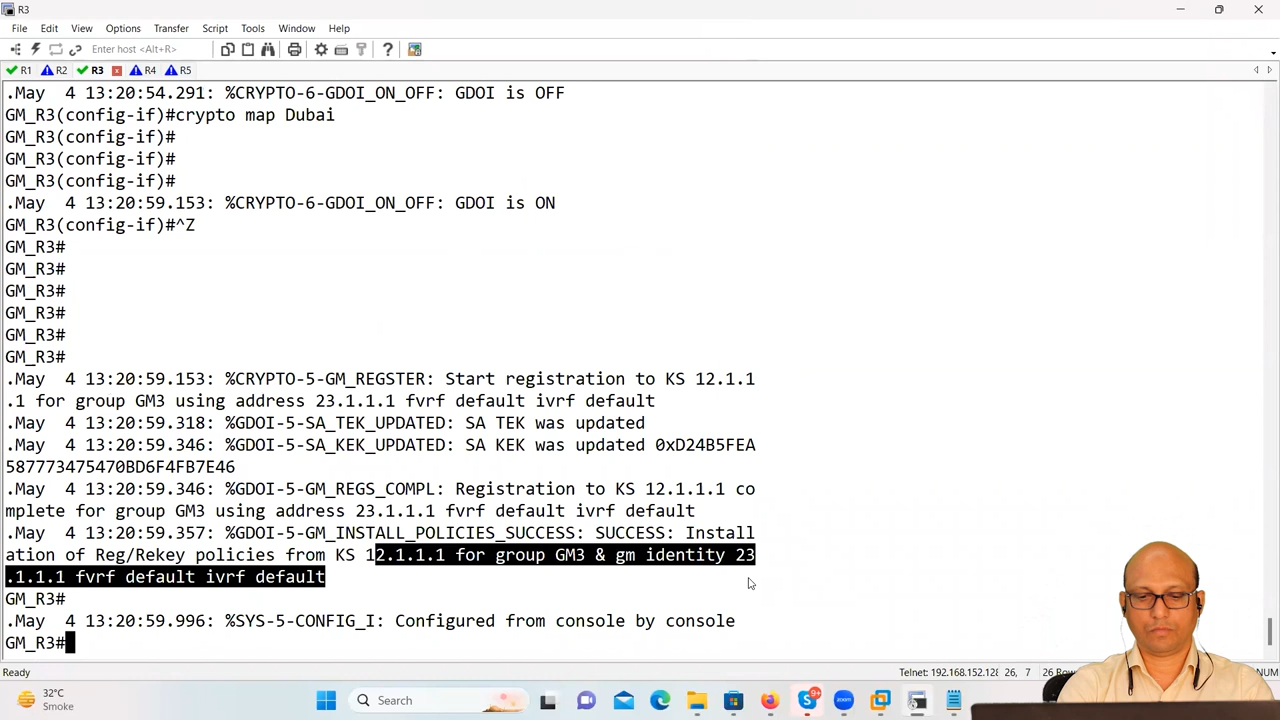 R3
File Edit View Options Transfer Script Tools Window Help
Enter host <Alt+R>
R1 R2 R3 R4 R5
.May  4 13:20:54.291: %CRYPTO-6-GDOI_ON_OFF: GDOI is OFF
GM_R3(config-if)#crypto map Dubai
GM_R3(config-if)#
GM_R3(config-if)#
GM_R3(config-if)#
.May  4 13:20:59.153: %CRYPTO-6-GDOI_ON_OFF: GDOI is ON
GM_R3(config-if)#^Z
GM_R3#
GM_R3#
GM_R3#
GM_R3#
GM_R3#
GM_R3#
.May  4 13:20:59.153: %CRYPTO-5-GM_REGSTER: Start registration to KS 12.1.1
.1 for group GM3 using address 23.1.1.1 fvrf default ivrf default
.May  4 13:20:59.318: %GDOI-5-SA_TEK_UPDATED: SA TEK was updated
.May  4 13:20:59.346: %GDOI-5-SA_KEK_UPDATED: SA KEK was updated 0xD24B5FEA
587773475470BD6F4FB7E46
.May  4 13:20:59.346: %GDOI-5-GM_REGS_COMPL: Registration to KS 12.1.1.1 co
mplete for group GM3 using address 23.1.1.1 fvrf default ivrf default
.May  4 13:20:59.357: %GDOI-5-GM_INSTALL_POLICIES_SUCCESS: SUCCESS: Install
ation of Reg/Rekey policies from KS 12.1.1.1 for group GM3 & gm identity 23
.1.1.1 fvrf default ivrf default
GM_R3#
.May  4 13:20:59.996: %SYS-5-CONFIG_I: Configured from console by console
GM_R3#
Ready Telnet: 192.168.152.128 26, 7 26 Ro NUM
32°C Search 9+ zoom
Smoke